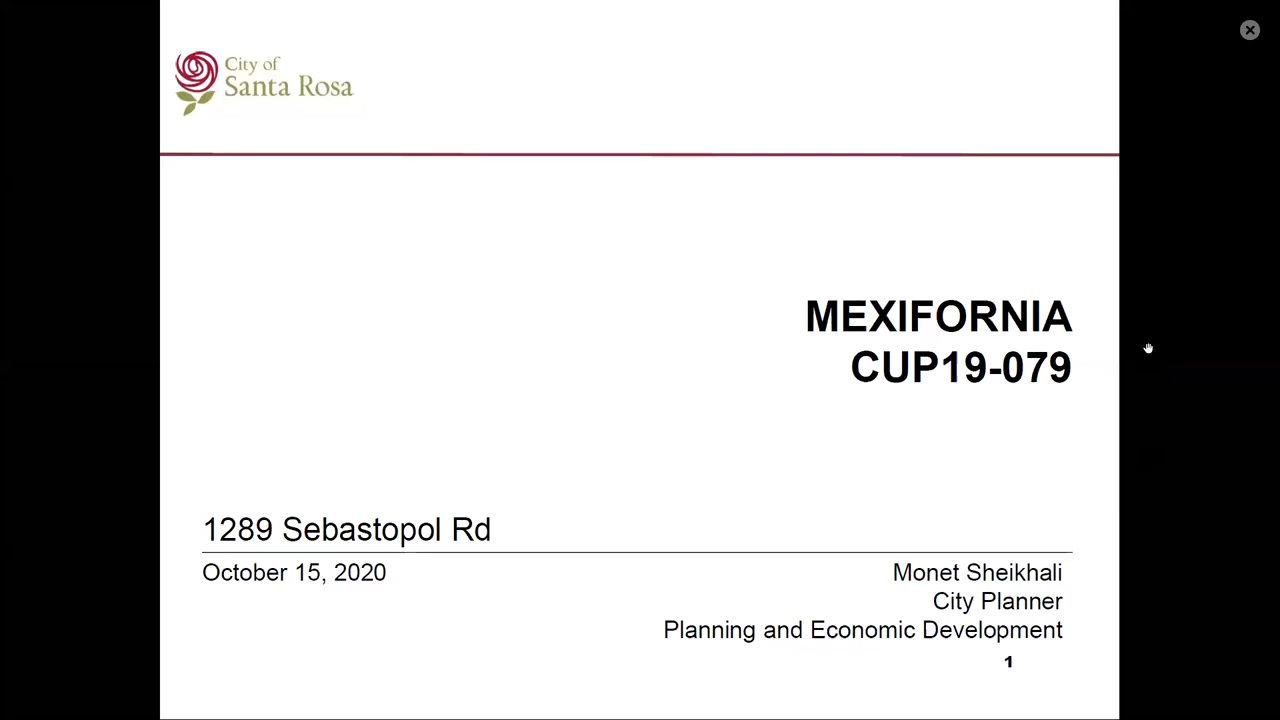 City of
Santa Rosa
MEXIFORNIA
CUP19-079
1289 Sebastopol Rd
October 15, 2020
Monet Sheikhali
City Planner
Planning and Economic Development
1